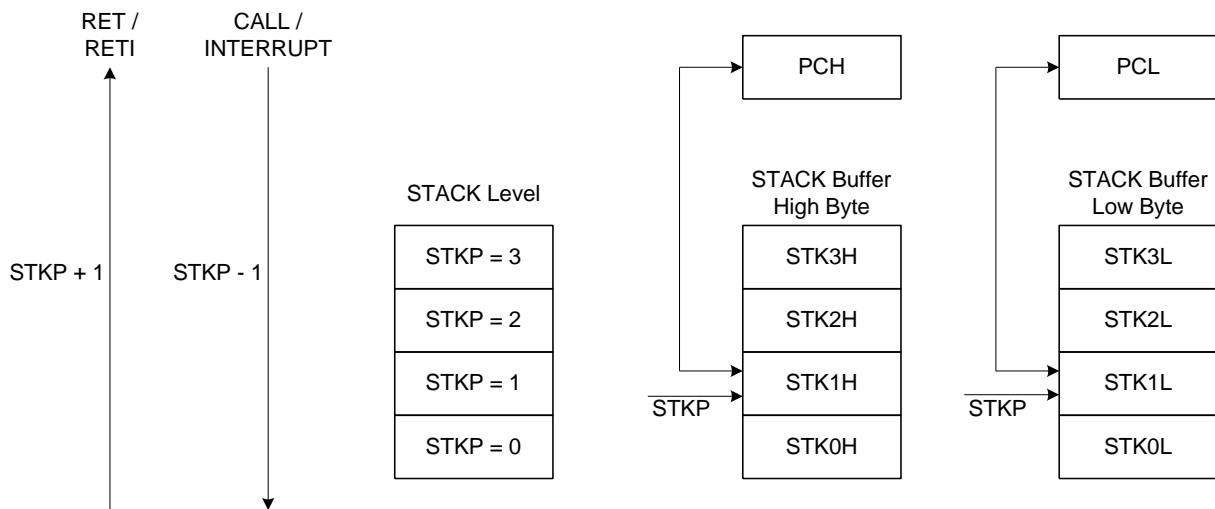 RET /
RETI
CALL /
INTERRUPT
PCH
PCL
STACK Level
STACK Buffer
High Byte
STACK Buffer
Low Byte
STKP + 1
STKP - 1
STKP = 3
STK3H
STK3L
STKP = 2
STK2H
STK2L
STKP = 1
STK1H
STK1L
STKP
STKP
STKP = 0
STK0H
STK0L